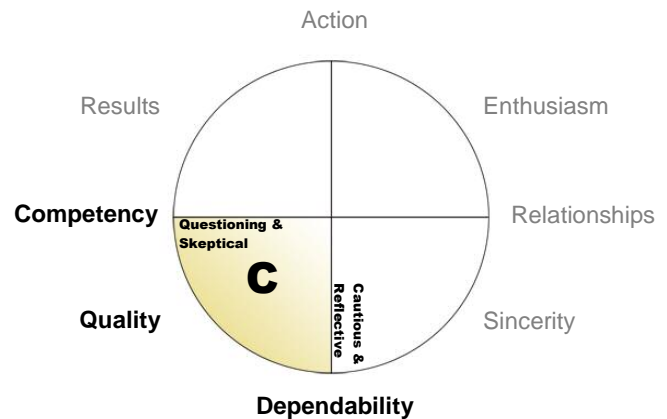 Action
Results
Enthusiasm
Competency
Relationships
Questioning &
Skeptical
C
Cautious &
Reflective
Quality
Sincerity
Dependability